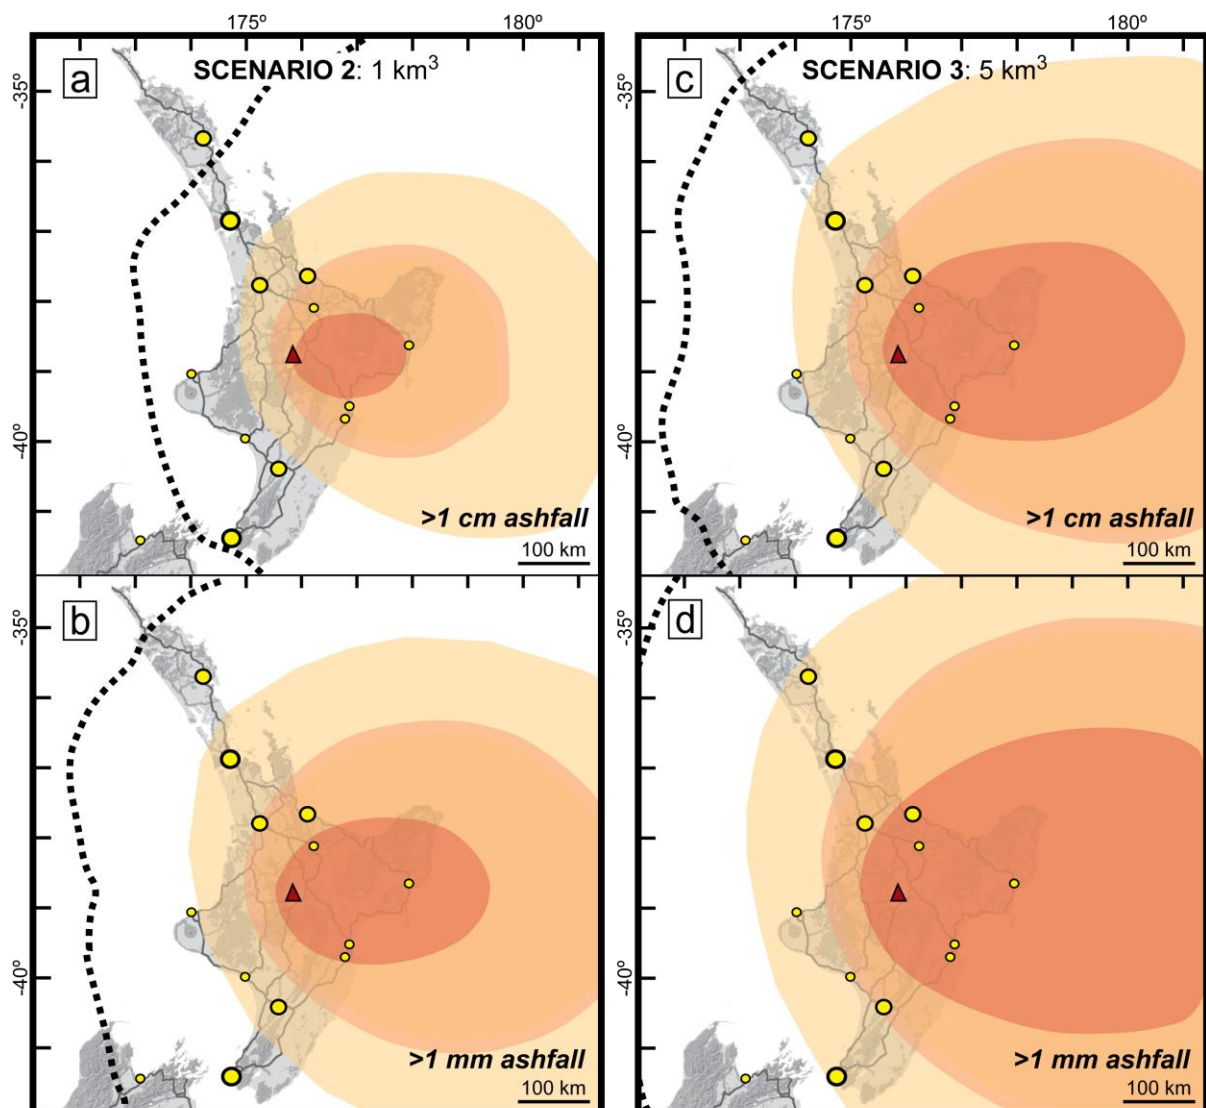 175º 180º 175º 180º
a SCENARIO 2: 1 km³
c SCENARIO 3: 5 km³
-35º
-35º
-40º
-40º
>1 cm ashfall
100 km
>1 cm ashfall
100 km
b
d
-35º
-35º
-40º
-40º
>1 mm ashfall
100 km
>1 mm ashfall
100 km